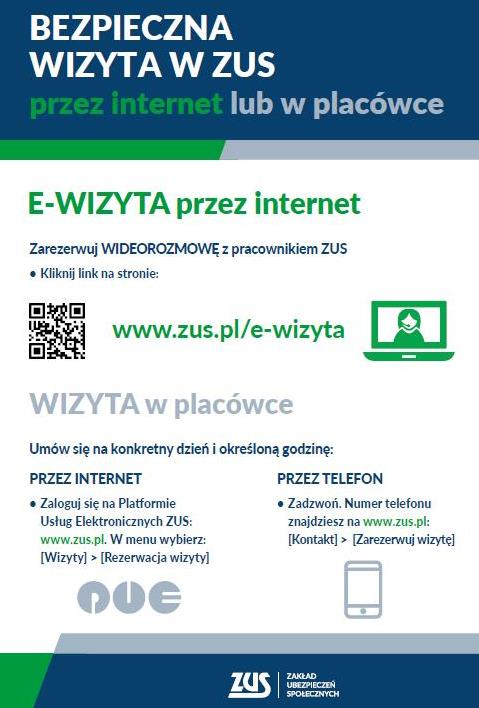 BEZPIECZNA
WIZYTA W ZUS
przez internet lub w placówce
E-WIZYTA przez internet
Zarezerwuj WIDEOROZMOWĘ z pracownikiem ZUS
• Kliknij link na stronie:
www.zus.pl/e-wizyta
WIZYTA w placówce
Umów się na konkretny dzień i określoną godzinę:
PRZEZ INTERNET
• Zaloguj się na Platformie
Usług Elektronicznych ZUS:
www.zus.pl. W menu wybierz:
[Wizyty] > [Rezerwacja wizyty]
pue
PRZEZ TELEFON
• Zadzwoń. Numer telefonu
znajdziesz na www.zus.pl:
[Kontakt] > [Zarezerwuj wizytę]
ZUS
ZAKŁAD
UBEZPIECZEŃ
SPOŁECZNYCH